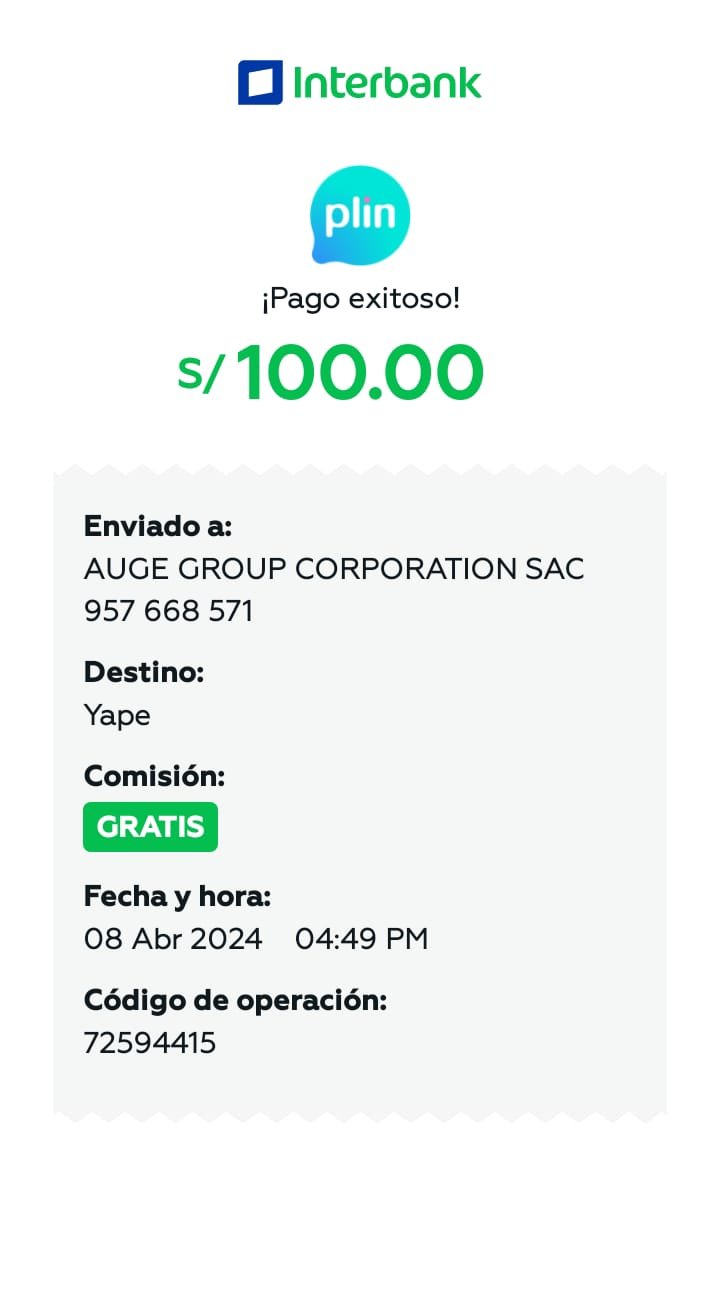 Interbank
plin
¡Pago exitoso!
S/ 100.00
Enviado a:
AUGE GROUP CORPORATION SAC
957 668 571
Destino:
Yape
Comisión:
GRATIS
Fecha y hora:
08 Abr 2024 04:49 PM
Código de operación:
72594415